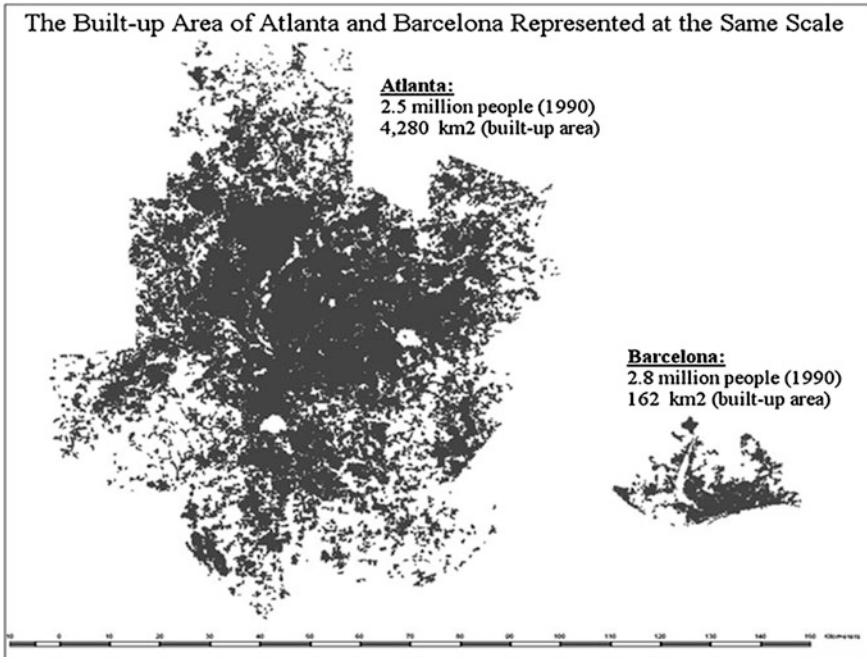 The Built-up Area of Atlanta and Barcelona Represented at the Same Scale
Atlanta:
2.5 million people (1990)
4,280 km2 (built-up area)
Barcelona:
2.8 million people (1990)
162 km2 (built-up area)
10 0 10 20 30 40 50 60 70 80 90 100 110 120 130 140 150 Kilometers